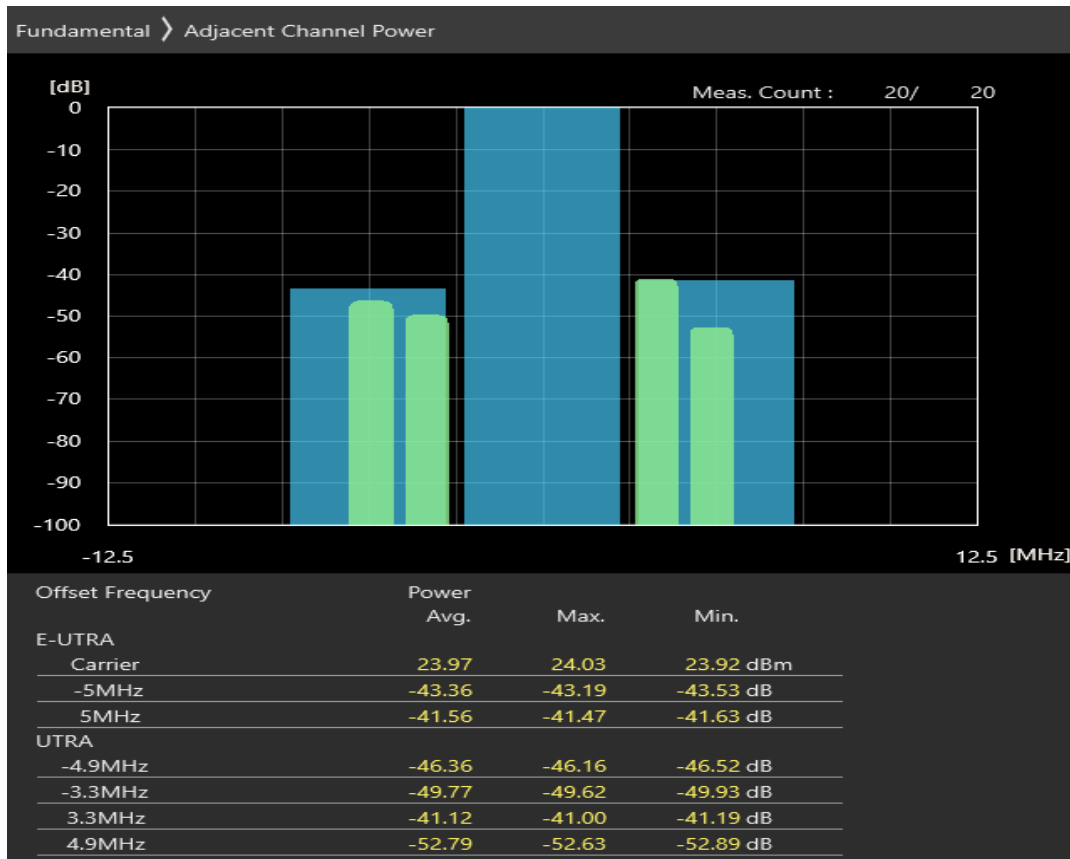 Fundamental ❯ Adjacent Channel Power
[dB]
Meas. Count : 20/ 20
0
-10
-20
-30
-40
-50
-60
-70
-80
-90
-100
-12.5 12.5 [MHz]
Offset Frequency Power
Avg. Max. Min.
E-UTRA
Carrier 23.97 24.03 23.92 dBm
-5MHz -43.36 -43.19 -43.53 dB
5MHz -41.56 -41.47 -41.63 dB
UTRA
-4.9MHz -46.36 -46.16 -46.52 dB
-3.3MHz -49.77 -49.62 -49.93 dB
3.3MHz -41.12 -41.00 -41.19 dB
4.9MHz -52.79 -52.63 -52.89 dB